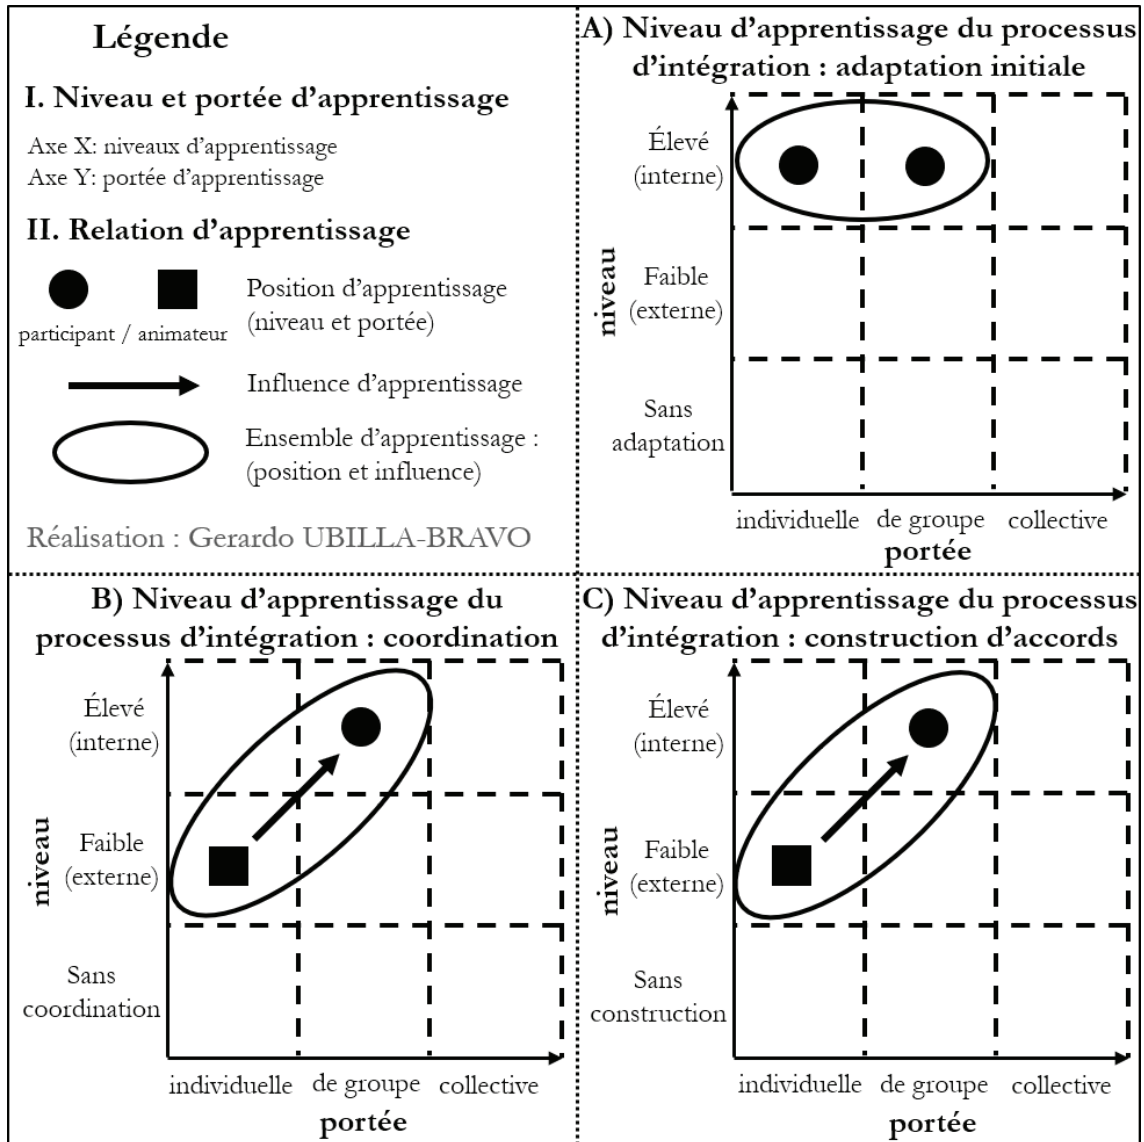 Légende
I. Niveau et portée d'apprentissage
Axe X: niveaux d'apprentissage
Axe Y: portée d'apprentissage
II. Relation d'apprentissage
Position d'apprentissage
(niveau et portée)
participant / animateur
Influence d'apprentissage
Ensemble d'apprentissage :
(position et influence)
Réalisation : Gerardo UBILLA-BRAVO
A) Niveau d'apprentissage du processus
d'intégration : adaptation initiale
Élevé
(interne)
Faible
(externe)
niveau
Sans
adaptation
individuelle de groupe collective
portée
B) Niveau d'apprentissage du
processus d'intégration : coordination
Élevé
(interne)
Faible
(externe)
niveau
Sans
coordination
individuelle de groupe collective
portée
C) Niveau d'apprentissage du processus
d'intégration : construction d'accords
Élevé
(interne)
Faible
(externe)
niveau
Sans
construction
individuelle de groupe collective
portée